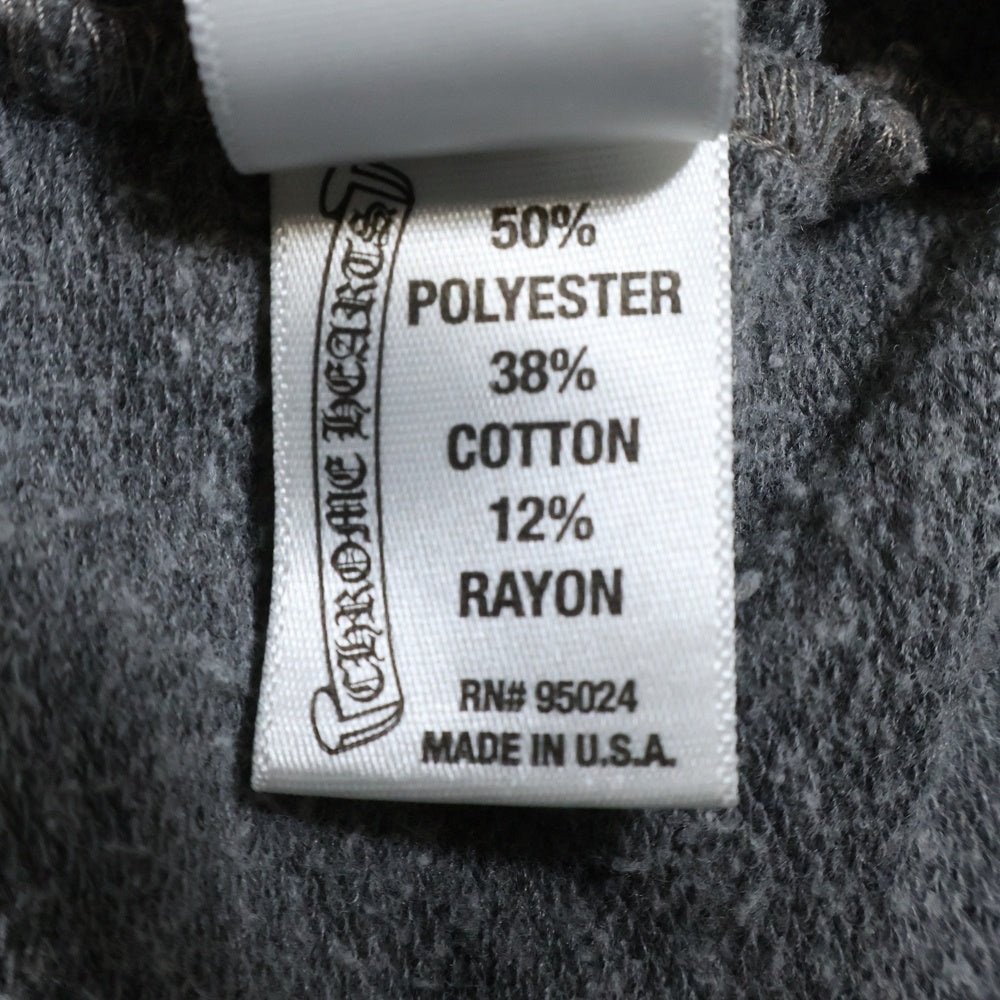 CHROME HEARTS
50%
POLYESTER
38%
COTTON
12%
RAYON
RN# 95024
MADE IN U.S.A.